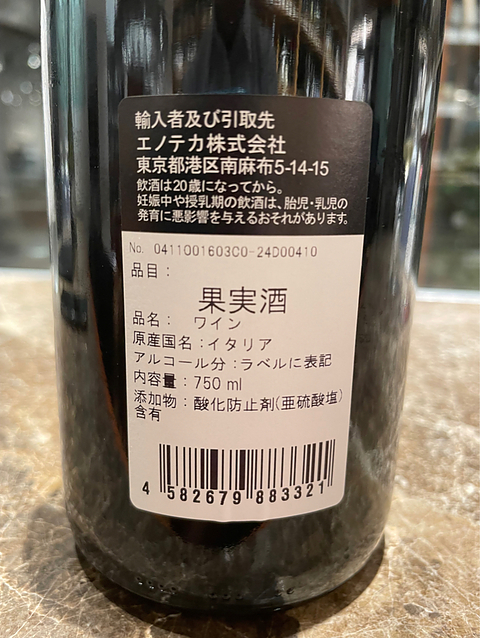 輸入者及び引取先
エノテカ株式会社
東京都港区南麻布5-14-15
飲酒は20歳になってから。
妊娠中や授乳期の飲酒は、胎児・乳児の
発育に悪影響を与えるおそれがあります。
No. 0411001603C0-24D00410
品目：
果実酒
品名： ワイン
原産国名：イタリア
アルコール分：ラベルに表記
内容量：750 ml
添加物：酸化防止剤(亜硫酸塩)
含有
4 582679 883321